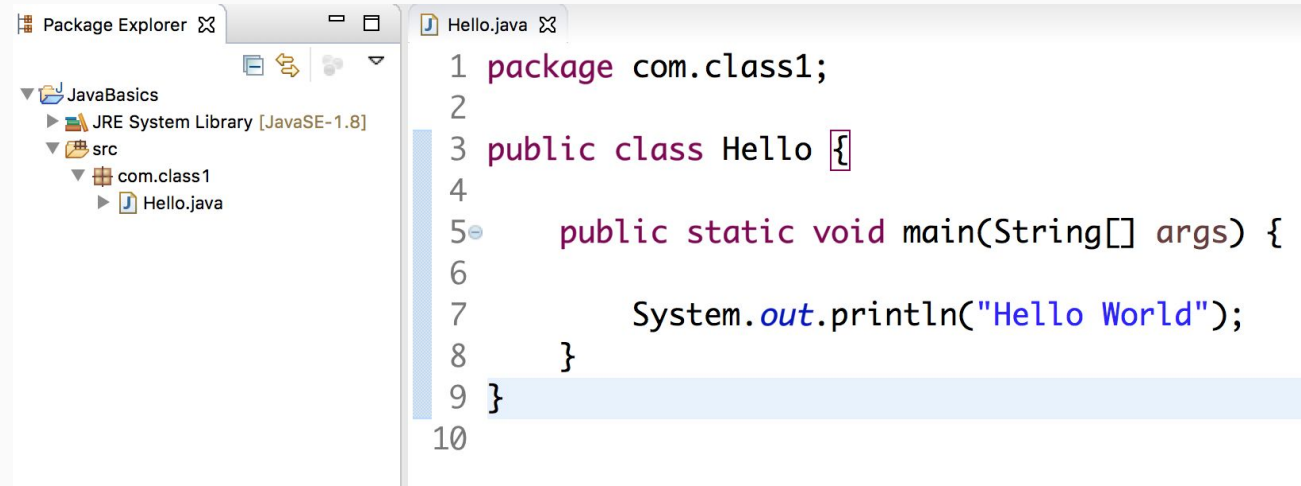 Package Explorer
JavaBasics
JRE System Library [JavaSE-1.8]
src
com.class1
Hello.java
Hello.java
1 package com.class1;
2
3 public class Hello {
4
5 public static void main(String[] args) {
6
7 System.out.println("Hello World");
8 }
9 }
10